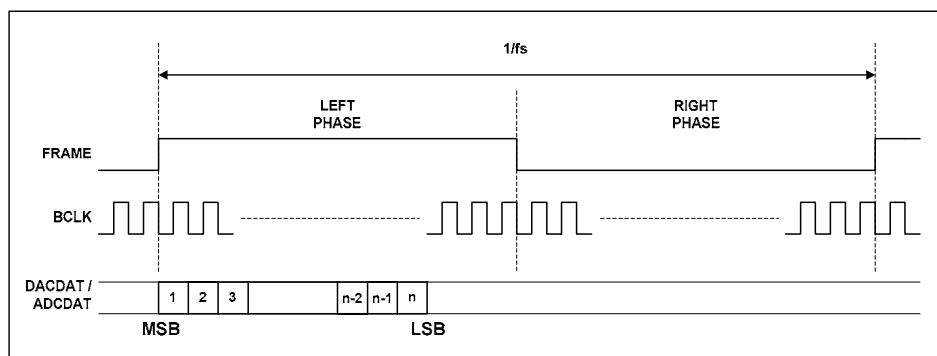 1/fs
LEFT
PHASE
RIGHT
PHASE
FRAME
BCLK
DACDAT /
ADCDAT
1 2 3 n-2 n-1 n
MSB LSB